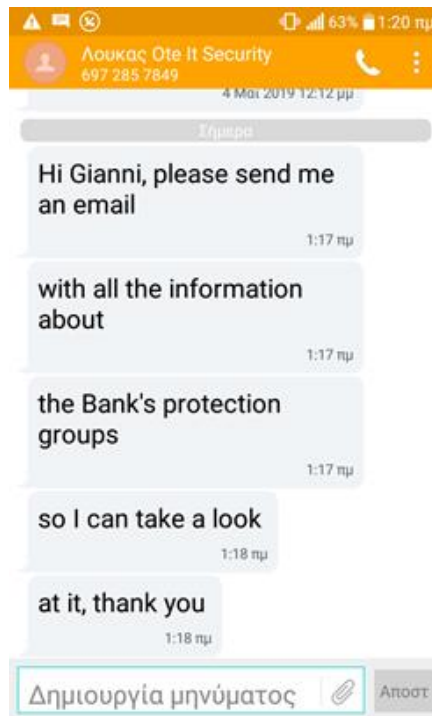 63% 1:20 πμ
Λουκας Ote It Security
697 285 7849
4 Μαΐ 2019 12:12 μμ
Σήμερα
Hi Gianni, please send me
an email
1:17 πμ
with all the information
about
1:17 πμ
the Bank's protection
groups
1:17 πμ
so I can take a look
1:18 πμ
at it, thank you
1:18 πμ
Δημιουργία μηνύματος
Αποστ